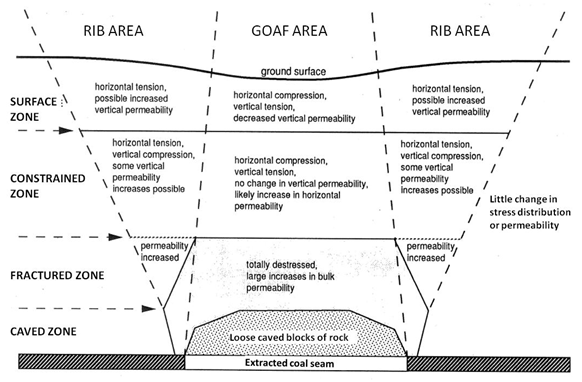 RIB AREA
GOAF AREA
RIB AREA
ground surface
SURFACE
ZONE
horizontal tension,
possible increased
vertical permeability
horizontal compression,
vertical tension,
decreased vertical permeability
horizontal tension,
possible increased
vertical permeability
CONSTRAINED
ZONE
horizontal tension,
vertical compression,
some vertical
permeability
increases possible
horizontal compression,
vertical tension,
no change in vertical permeability,
likely increase in horizontal
permeability
horizontal tension,
vertical compression,
some vertical
permeability
increases possible
Little change in
stress distribution
or permeability
FRACTURED ZONE
permeability
increased
totally destressed,
large increases in bulk
permeability
permeability
increased
CAVED ZONE
Loose caved blocks of rock
Extracted coal seam